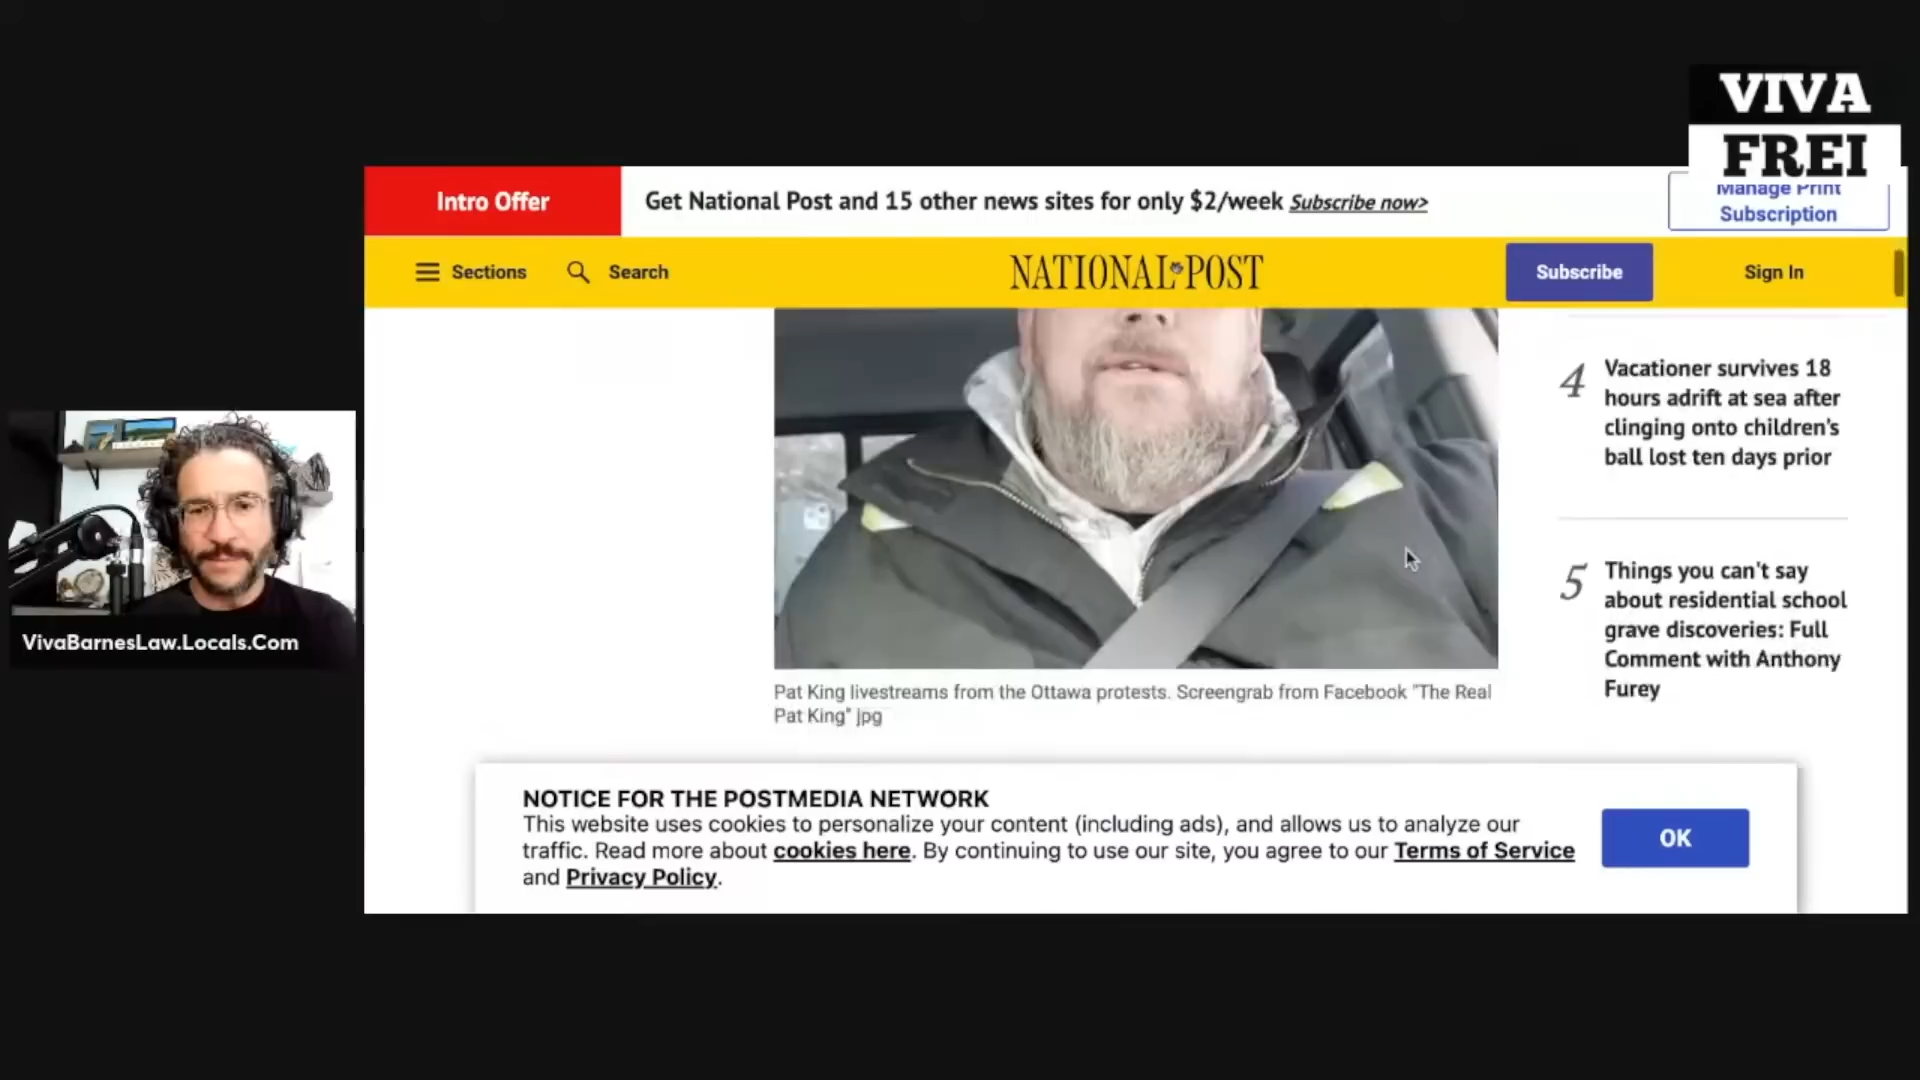 VIVA
FREI
Intro Offer
Get National Post and 15 other news sites for only $2/week Subscribe now>
Manage Print
Subscription
Sections
Search
NATIONAL POST
Subscribe
Sign In
4
Vacationer survives 18
hours adrift at sea after
clinging onto children's
ball lost ten days prior
5
Things you can't say
about residential school
grave discoveries: Full
Comment with Anthony
Furey
VivaBarnesLaw.Locals.Com
Pat King livestreams from the Ottawa protests. Screengrab from Facebook "The Real
Pat King" jpg
NOTICE FOR THE POSTMEDIA NETWORK
This website uses cookies to personalize your content (including ads), and allows us to analyze our
traffic. Read more about cookies here. By continuing to use our site, you agree to our Terms of Service
and Privacy Policy.
OK